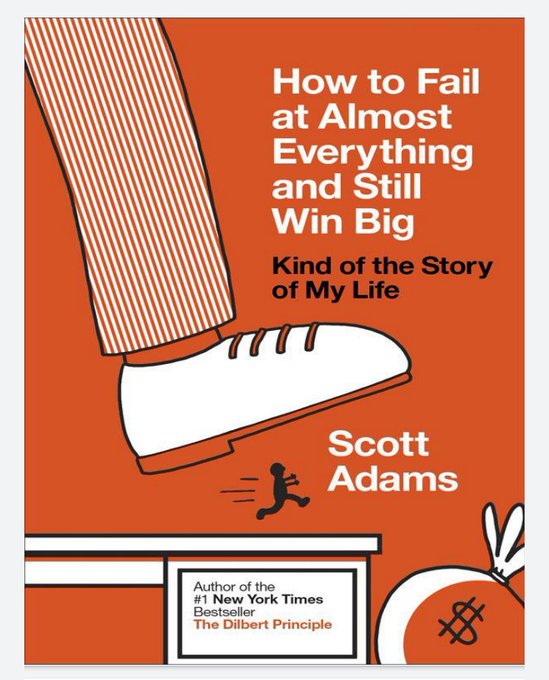 How to Fail
at Almost
Everything
and Still
Win Big
Kind of the Story
of My Life
Scott
Adams
Author of the
#1 New York Times
Bestseller
The Dilbert Principle
$